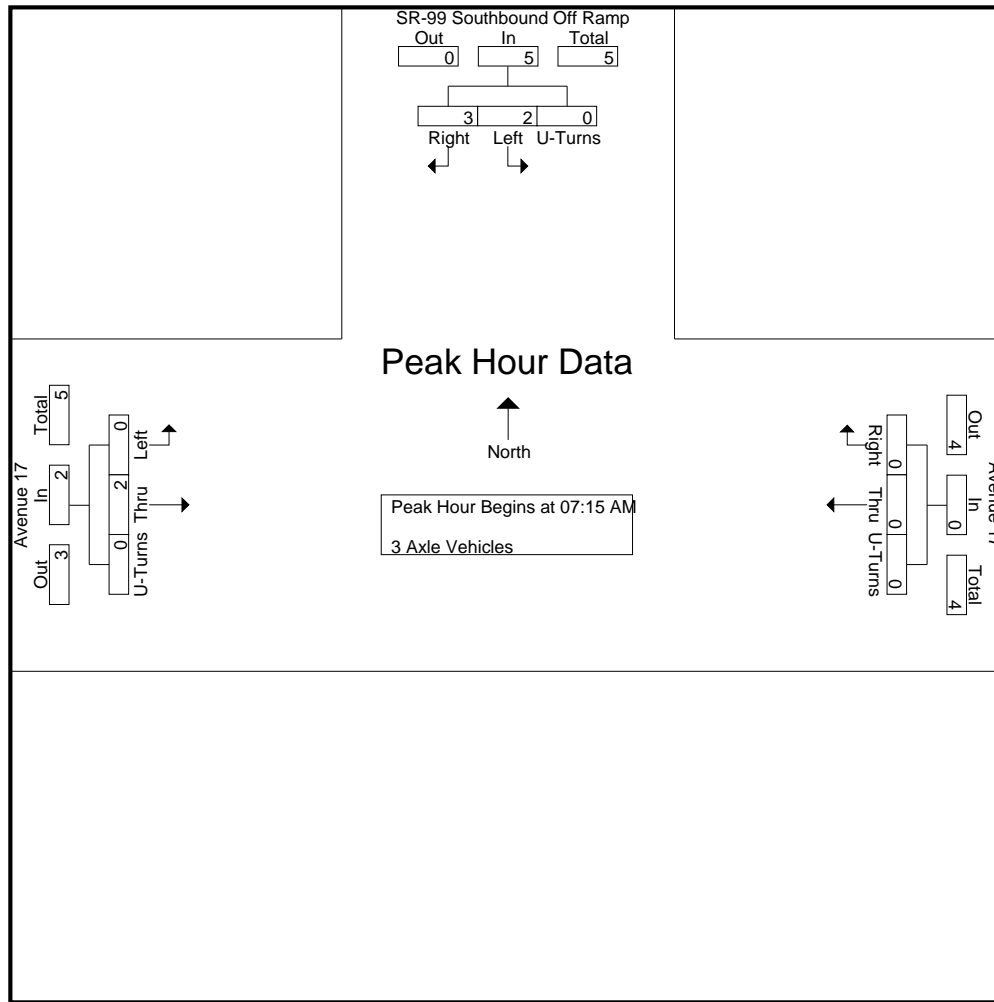 SR-99 Southbound Off Ramp
Out In Total
0 5 5
3 2 0
Right Left U-Turns
Peak Hour Data
North
Peak Hour Begins at 07:15 AM
3 Axle Vehicles
Avenue 17
Out In Total
3 2 5
0 2 0
U-Turns Thru Left
Avenue 17
Out In Total
4 0 4
0 0 0
Right Thru U-Turns